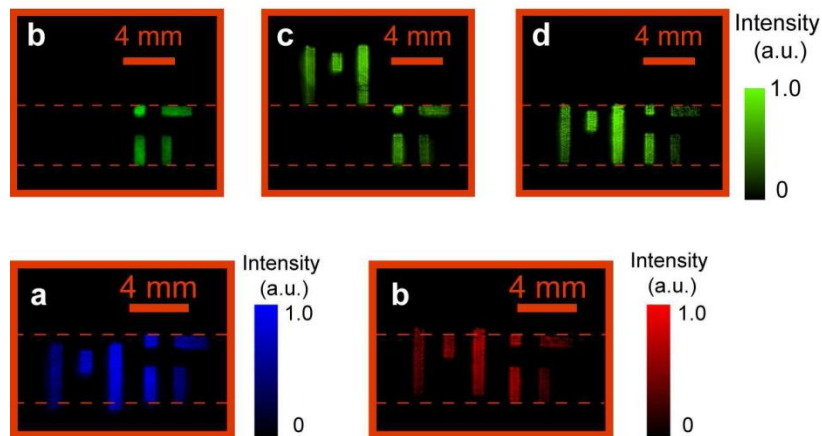 b 4 mm
c 4 mm
d 4 mm
Intensity
(a.u.)
1.0
0
a 4 mm
Intensity
(a.u.)
1.0
0
b 4 mm
Intensity
(a.u.)
1.0
0